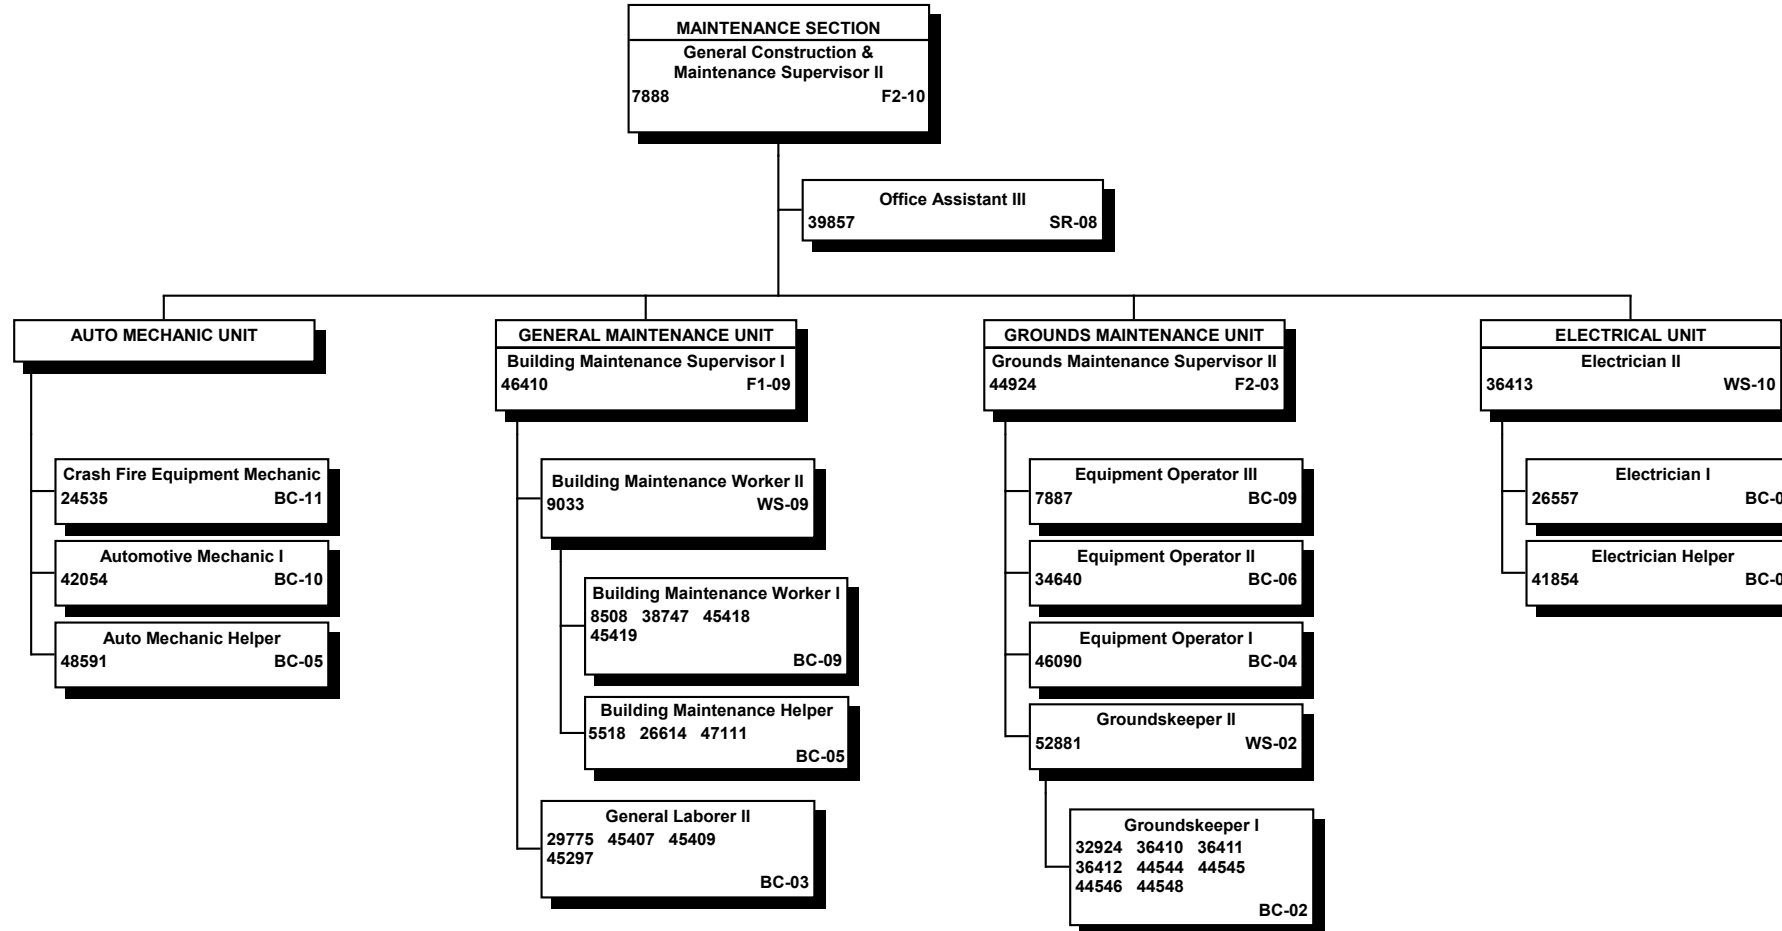 MAINTENANCE SECTION
General Construction &
Maintenance Supervisor II
7888 F2-10
Office Assistant III
39857 SR-08
AUTO MECHANIC UNIT
Crash Fire Equipment Mechanic
24535 BC-11
Automotive Mechanic I
42054 BC-10
Auto Mechanic Helper
48591 BC-05
GENERAL MAINTENANCE UNIT
Building Maintenance Supervisor I
46410 F1-09
Building Maintenance Worker II
9033 WS-09
Building Maintenance Worker I
8508 38747 45418
45419
BC-09
Building Maintenance Helper
5518 26614 47111
BC-05
General Laborer II
29775 45407 45409
45297
BC-03
GROUNDS MAINTENANCE UNIT
Grounds Maintenance Supervisor II
44924 F2-03
Equipment Operator III
7887 BC-09
Equipment Operator II
34640 BC-06
Equipment Operator I
46090 BC-04
Groundskeeper II
52881 WS-02
Groundskeeper I
32924 36410 36411
36412 44544 44545
44546 44548
BC-02
ELECTRICAL UNIT
Electrician II
36413 WS-10
Electrician I
26557
Electrician Helper
41854